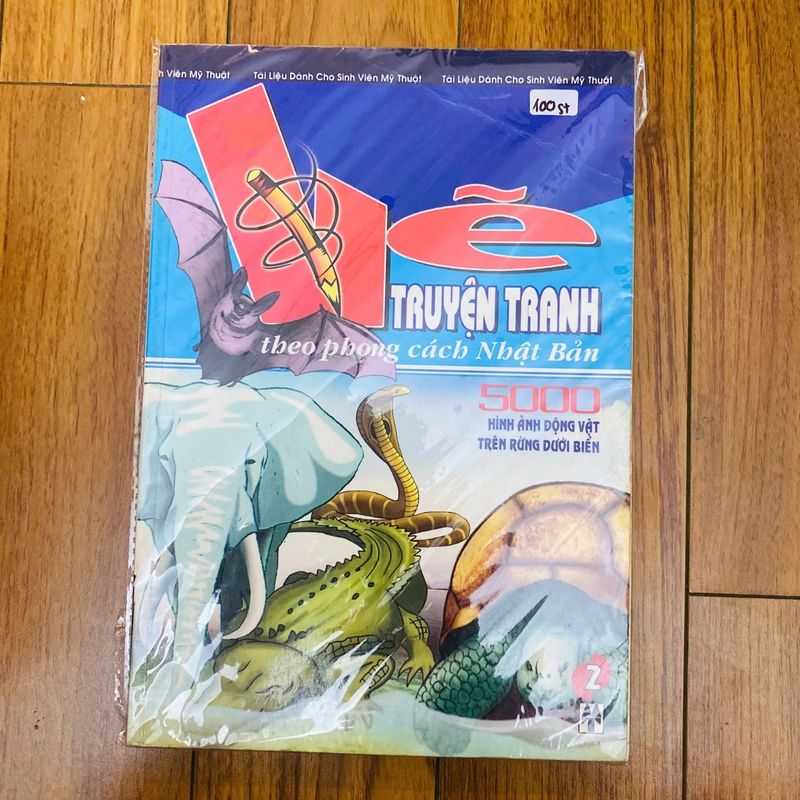 h Viên Mỹ Thuật Tài Liệu Dành Cho Sinh Viên Mỹ Thuật Tài Liệu Dành Cho Sinh Viên Mỹ Thuật
100st
Vẽ
TRUYỆN TRANH
theo phong cách Nhật Bản
5000
HÌNH ẢNH ĐỘNG VẬT
TRÊN RỪNG DƯỚI BIỂN
2